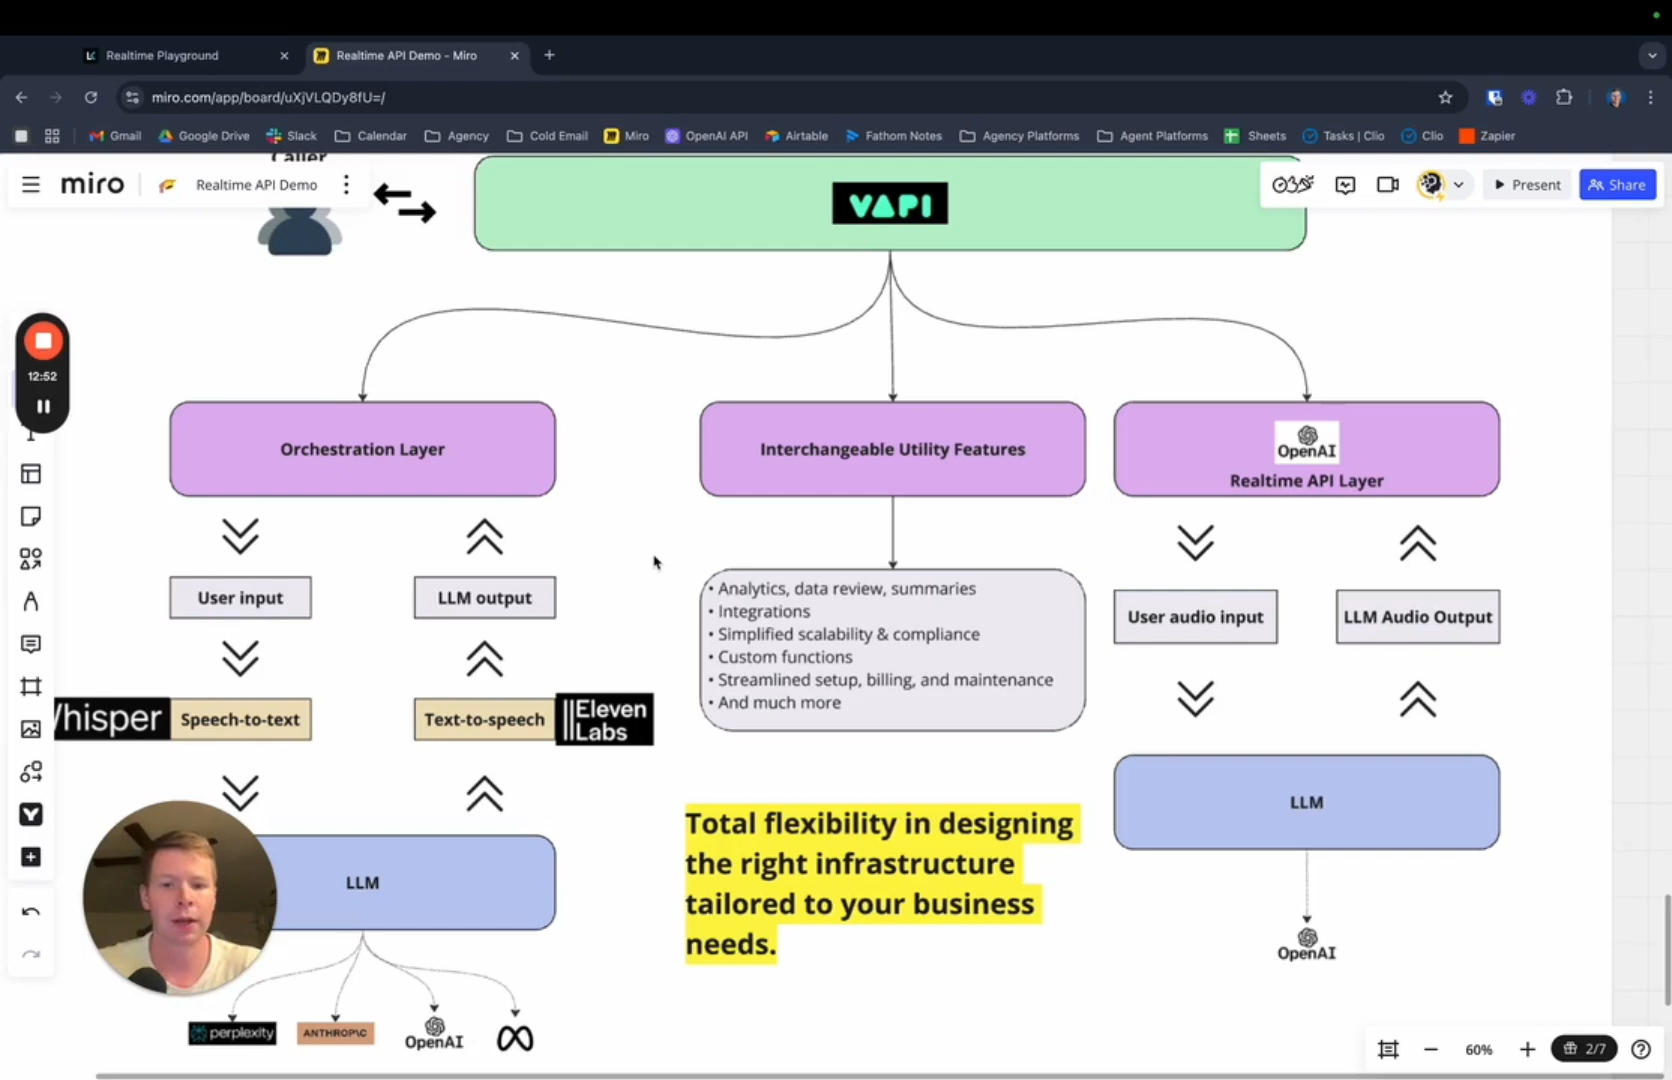 Realtime Playground
Realtime API Demo - Miro
miro.com/app/board/uXjVLQDy8fU=/
Gmail
Google Drive
Slack
Calendar
Agency
Cold Email
Miro
OpenAI API
Airtable
Fathom Notes
Agency Platforms
Agent Platforms
Sheets
Tasks | Clio
Clio
Zapier
Caller
miro
Realtime API Demo
Present
Share
VAPI
12:52
Orchestration Layer
Interchangeable Utility Features
OpenAI
Realtime API Layer
User input
LLM output
• Analytics, data review, summaries
• Integrations
• Simplified scalability & compliance
• Custom functions
• Streamlined setup, billing, and maintenance
• And much more
User audio input
LLM Audio Output
Whisper
Speech-to-text
Text-to-speech
||Eleven
Labs
LLM
LLM
Total flexibility in designing
the right infrastructure
tailored to your business
needs.
OpenAI
perplexity
ANTHROP\C
OpenAI
60%
2/7